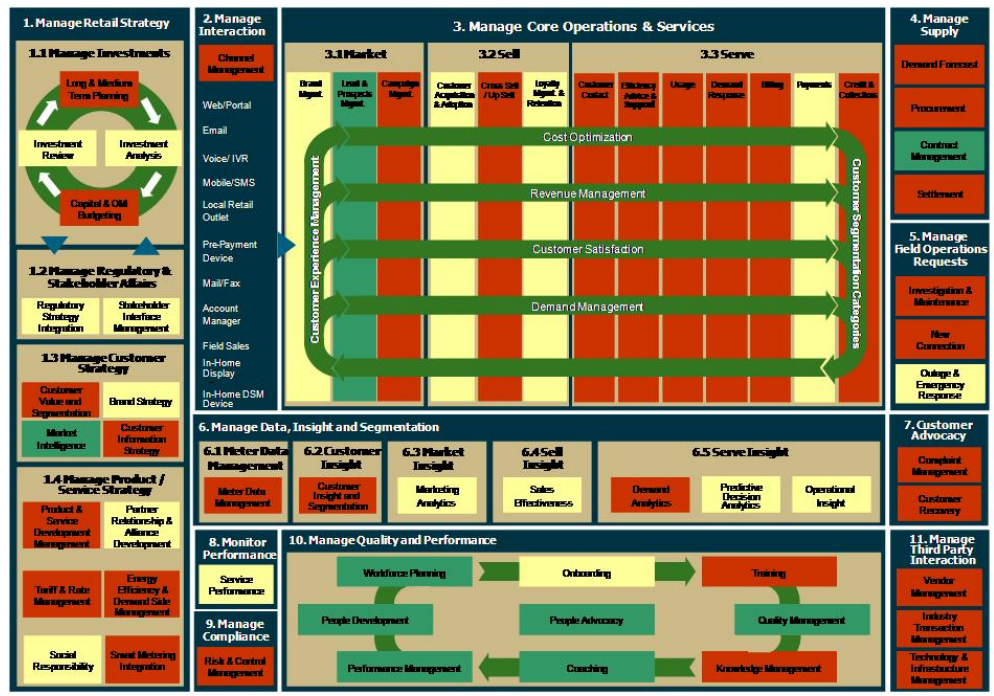 1. Manage Retail Strategy
1.1 Manage Investments
Long & Medium
Term Planning
Investment
Review
Investment
Analysis
Capital & OM
Budgeting
1.2 Manage Regulatory &
Stakeholder Affairs
Regulatory
Strategy
Integration
Stakeholder
Interface
Management
1.3 Manage Customer
Strategy
Customer
Value and
Segmentation
Brand Strategy
Market
Intelligence
Customer
Information
Strategy
1.4 Manage Product /
Service Strategy
Product &
Service
Development
Management
Partner
Relationship &
Alliance
Development
Tariff & Rate
Management
Energy
Efficiency &
Demand Side
Management
Social
Responsibility
Smart Metering
Integration
2. Manage
Interaction
Channel
Management
Web/Portal
Email
Voice/ IVR
Mobile/SMS
Local Retail
Outlet
Pre-Payment
Device
Mail/Fax
Account
Manager
Field Sales
In-Home
Display
In-Home DSM
Device
3. Manage Core Operations & Services
3.1 Market
3.2 Sell
3.3 Serve
Brand
Mgmt.
Lead &
Prospects
Mgmt.
Campaign
Mgmt.
Customer
Acquisition
& Adoption
Cross Sell
/ Up Sell
Loyalty
Mgmt. &
Retention
Customer
Contact
Efficiency
Advice &
Support
Usage
Demand
Response
Billing
Payments
Credit &
Collections
Customer Experience Management
Cost Optimization
Revenue Management
Customer Satisfaction
Demand Management
Customer Segmentation Categories
4. Manage
Supply
Demand Forecast
Procurement
Contract
Management
Settlement
5. Manage
Field Operations
Requests
Investigation &
Maintenance
New
Connection
Outage &
Emergency
Response
6. Manage Data, Insight and Segmentation
6.1 Meter Data
Management
Meter Data
Management
6.2 Customer
Insight
Customer
Insight and
Segmentation
6.3 Market
Insight
Marketing
Analytics
6.4 Sell
Insight
Sales
Effectiveness
6.5 Serve Insight
Demand
Analytics
Predictive
Decision
Analytics
Operational
Insight
7. Customer
Advocacy
Complaint
Management
Customer
Recovery
8. Monitor
Performance
Service
Performance
9. Manage
Compliance
Risk & Control
Management
10. Manage Quality and Performance
Workforce Planning
Onboarding
Training
People Development
People Advocacy
Quality Management
Performance Management
Coaching
Knowledge Management
11. Manage
Third Party
Interaction
Vendor
Management
Industry
Transaction
Management
Technology &
Infrastructure
Management